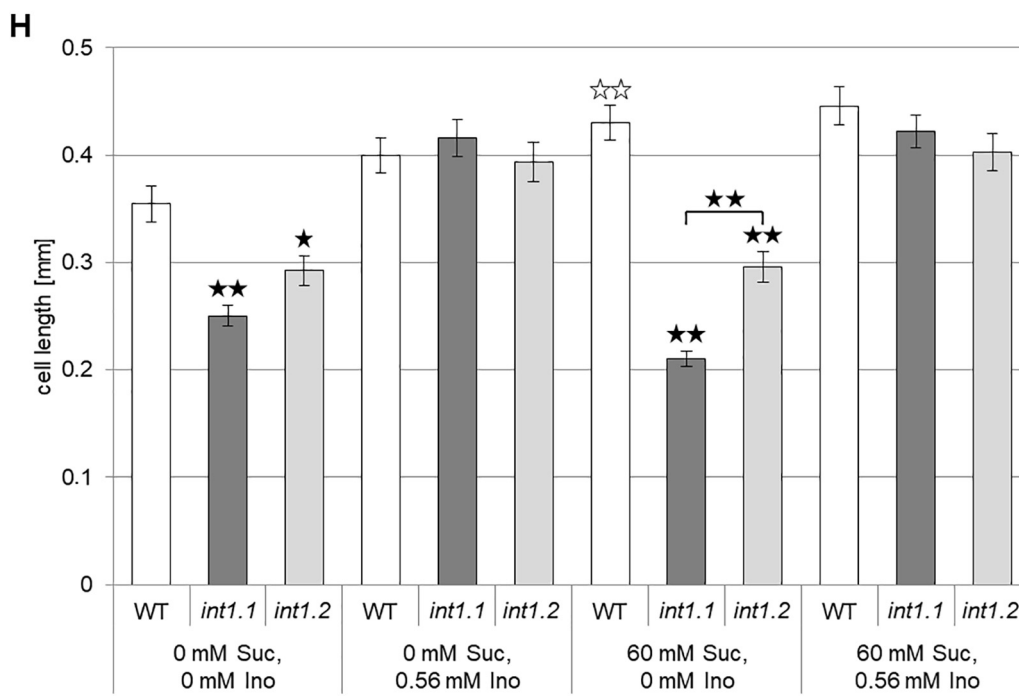 H
0.5
0.4
0.3
0.2
0.1
0
cell length [mm]
☆☆
★★
★
★★
★★
★★
WT int1.1 int1.2 WT int1.1 int1.2 WT int1.1 int1.2 WT int1.1 int1.2
0 mM Suc, 0 mM Suc, 60 mM Suc, 60 mM Suc,
0 mM Ino 0.56 mM Ino 0 mM Ino 0.56 mM Ino